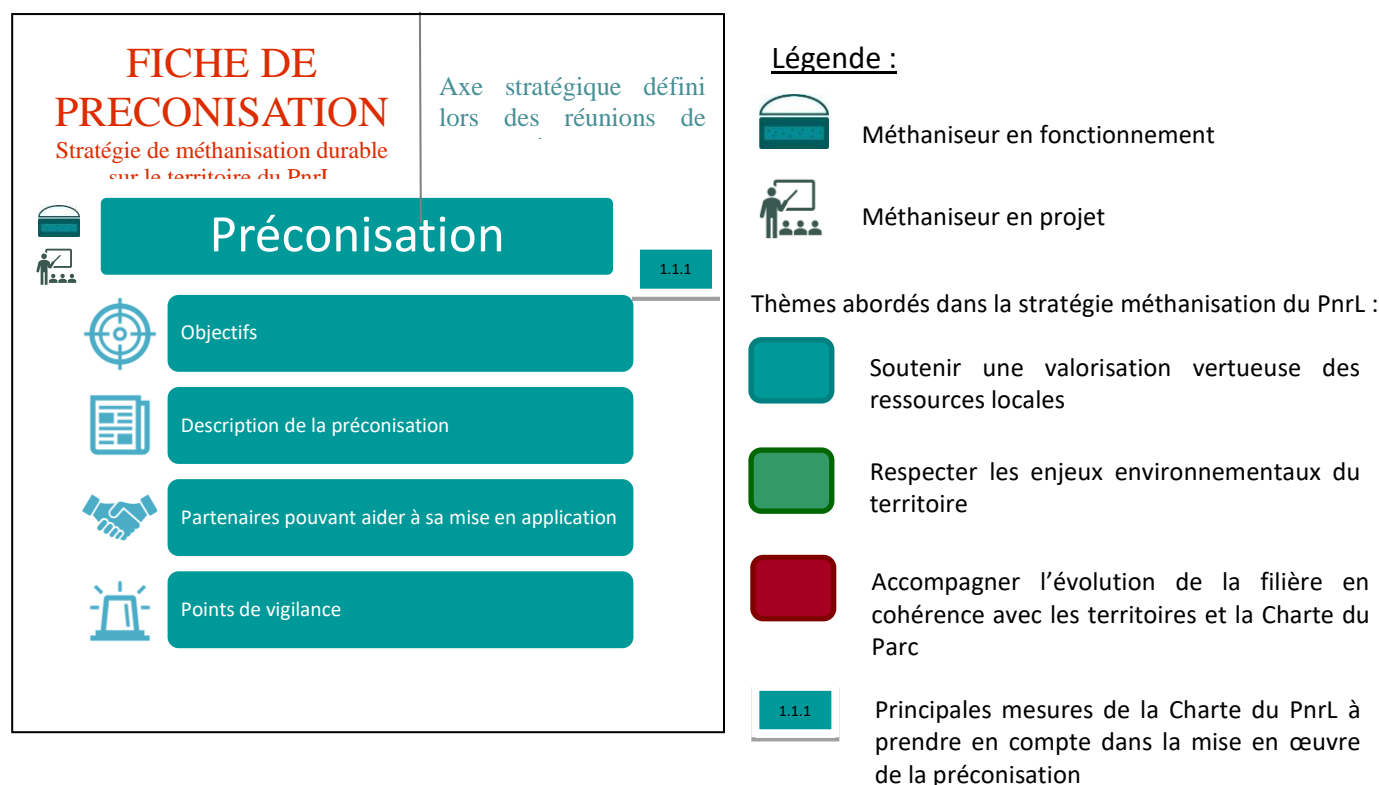 FICHE DE
PRECONISATION
Stratégie de méthanisation durable
sur le territoire du PnrL
Axe stratégique défini
lors des réunions de
Préconisation
1.1.1
Objectifs
Description de la préconisation
Partenaires pouvant aider à sa mise en application
Points de vigilance
Légende :
Méthaniseur en fonctionnement
Méthaniseur en projet
Thèmes abordés dans la stratégie méthanisation du PnrL :
Soutenir une valorisation vertueuse des
ressources locales
Respecter les enjeux environnementaux du
territoire
Accompagner l’évolution de la filière en
cohérence avec les territoires et la Charte du
Parc
1.1.1
Principales mesures de la Charte du PnrL à
prendre en compte dans la mise en œuvre
de la préconisation